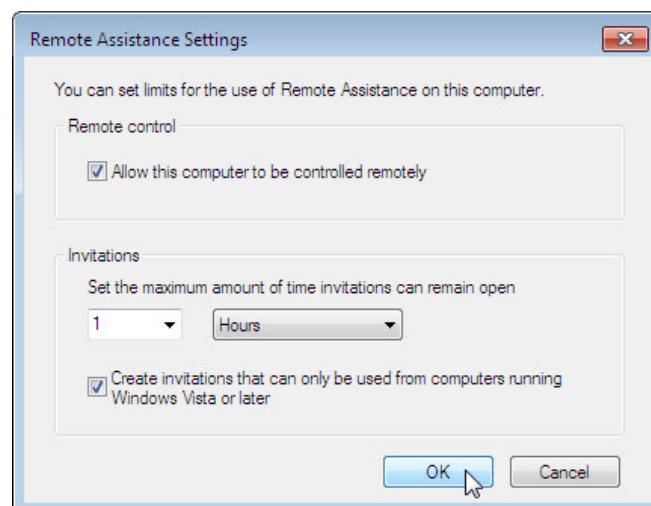 Remote Assistance Settings
You can set limits for the use of Remote Assistance on this computer.
Remote control
Allow this computer to be controlled remotely
Invitations
Set the maximum amount of time invitations can remain open
1 Hours
Create invitations that can only be used from computers running
Windows Vista or later
OK Cancel